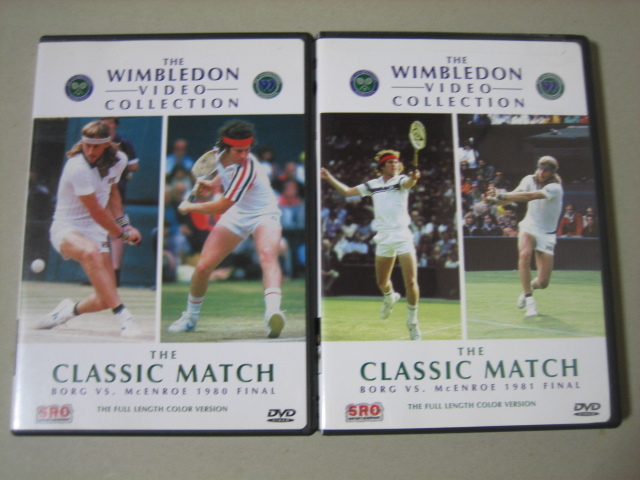 THE
WIMBLEDON
VIDEO
COLLECTION
THE
CLASSIC MATCH
BORG VS. McENROE 1980 FINAL
SRO
THE FULL LENGTH COLOR VERSION
DVD
VIDEO
THE
WIMBLEDON
VIDEO
COLLECTION
THE
CLASSIC MATCH
BORG VS. McENROE 1981 FINAL
SRO
THE FULL LENGTH COLOR VERSION
DVD
VIDEO